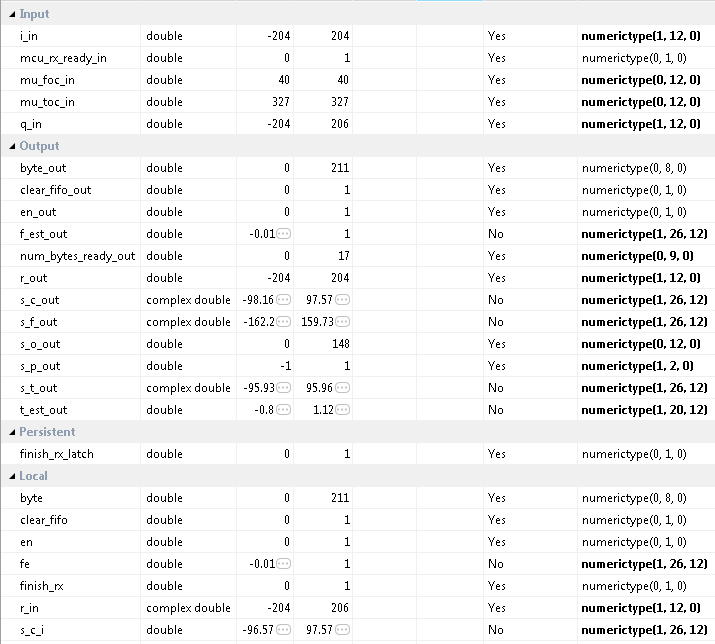 Input
i_in double -204 204 Yes numerictype(1, 12, 0)
mcu_rx_ready_in double 0 1 Yes numerictype(0, 1, 0)
mu_foc_in double 40 40 Yes numerictype(0, 12, 0)
mu_toc_in double 327 327 Yes numerictype(0, 12, 0)
q_in double -204 206 Yes numerictype(1, 12, 0)
Output
byte_out double 0 211 Yes numerictype(0, 8, 0)
clear_fifo_out double 0 1 Yes numerictype(0, 1, 0)
en_out double 0 1 Yes numerictype(0, 1, 0)
f_est_out double -0.01 1 No numerictype(1, 26, 12)
num_bytes_ready_out double 0 17 Yes numerictype(0, 9, 0)
r_out double -204 204 Yes numerictype(1, 12, 0)
s_c_out complex double -98.16 97.57 No numerictype(1, 26, 12)
s_f_out complex double -162.2 159.73 No numerictype(1, 26, 12)
s_o_out double 0 148 Yes numerictype(0, 12, 0)
s_p_out double -1 1 Yes numerictype(1, 2, 0)
s_t_out complex double -95.93 95.96 No numerictype(1, 26, 12)
t_est_out double -0.8 1.12 No numerictype(1, 20, 12)
Persistent
finish_rx_latch double 0 1 Yes numerictype(0, 1, 0)
Local
byte double 0 211 Yes numerictype(0, 8, 0)
clear_fifo double 0 1 Yes numerictype(0, 1, 0)
en double 0 1 Yes numerictype(0, 1, 0)
fe double -0.01 1 No numerictype(1, 26, 12)
finish_rx double 0 1 Yes numerictype(0, 1, 0)
r_in complex double -204 206 Yes numerictype(1, 12, 0)
s_c_i double -96.57 97.57 No numerictype(1, 26, 12)